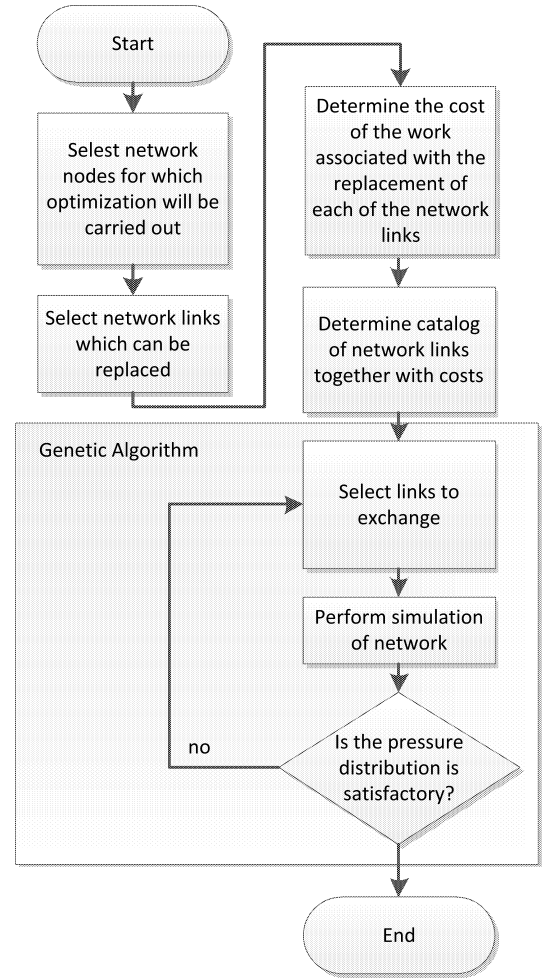 Start
Selest network
nodes for which
optimization will be
carried out
Select network links
which can be
replaced
Determine the cost
of the work
associated with the
replacement of
each of the network
links
Determine catalog
of network links
together with costs
Genetic Algorithm
Select links to
exchange
Perform simulation
of network
Is the pressure
distribution is
satisfactory?
no
End